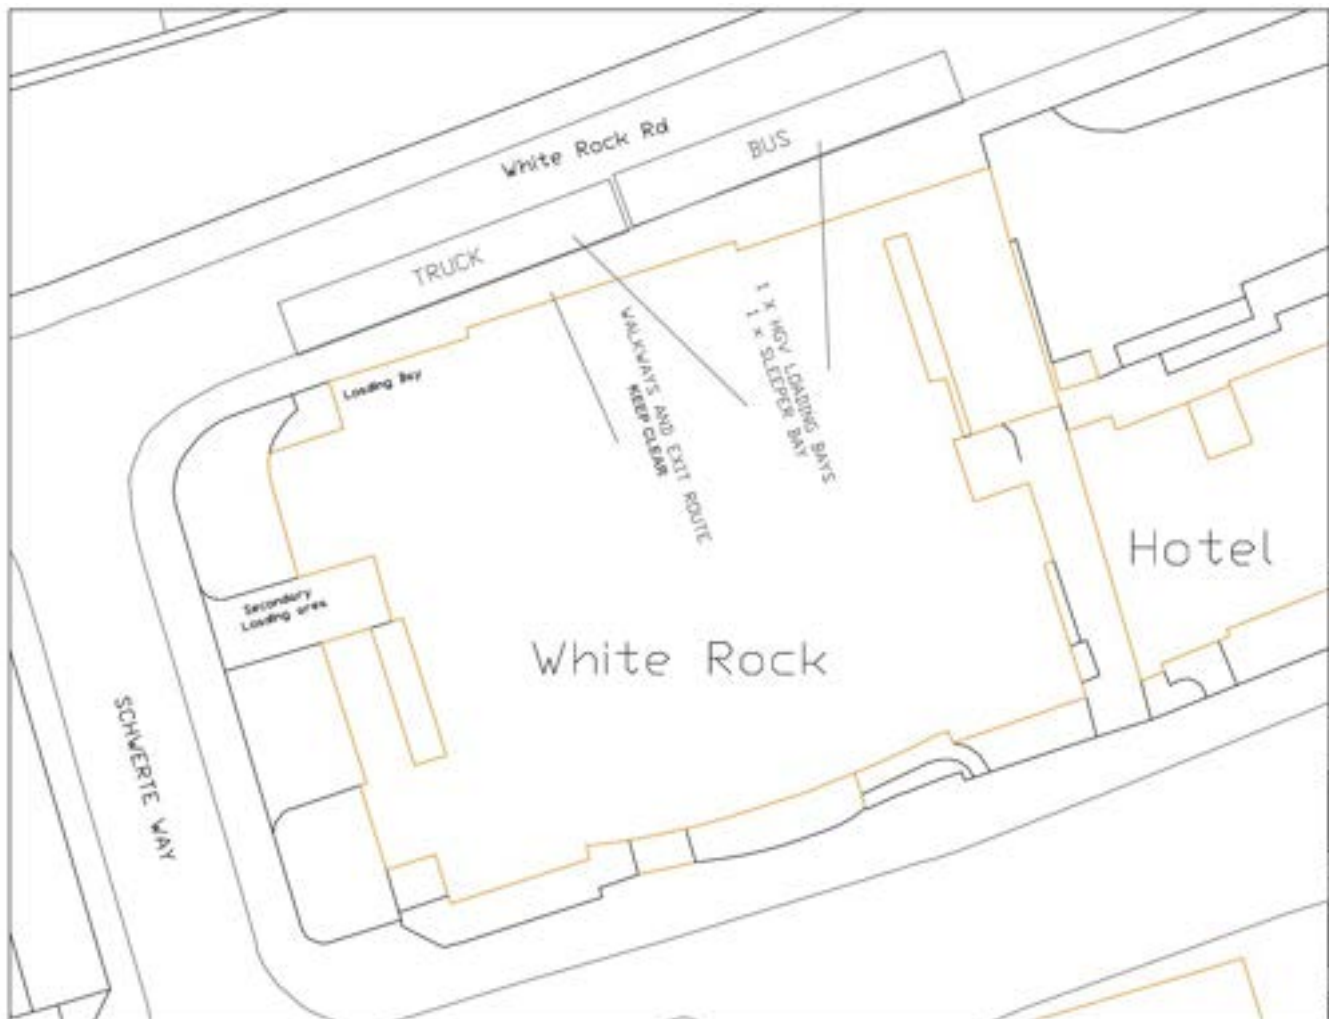 White Rock Rd
BUS
TRUCK
Loading Bay
WALKWAYS AND EXIT ROUTE
KEEP CLEAR
1 X HGV LOADING BAYS
1 x SLEEPER BAY
Hotel
Secondary
Loading area
White Rock
SCHWERTE WAY